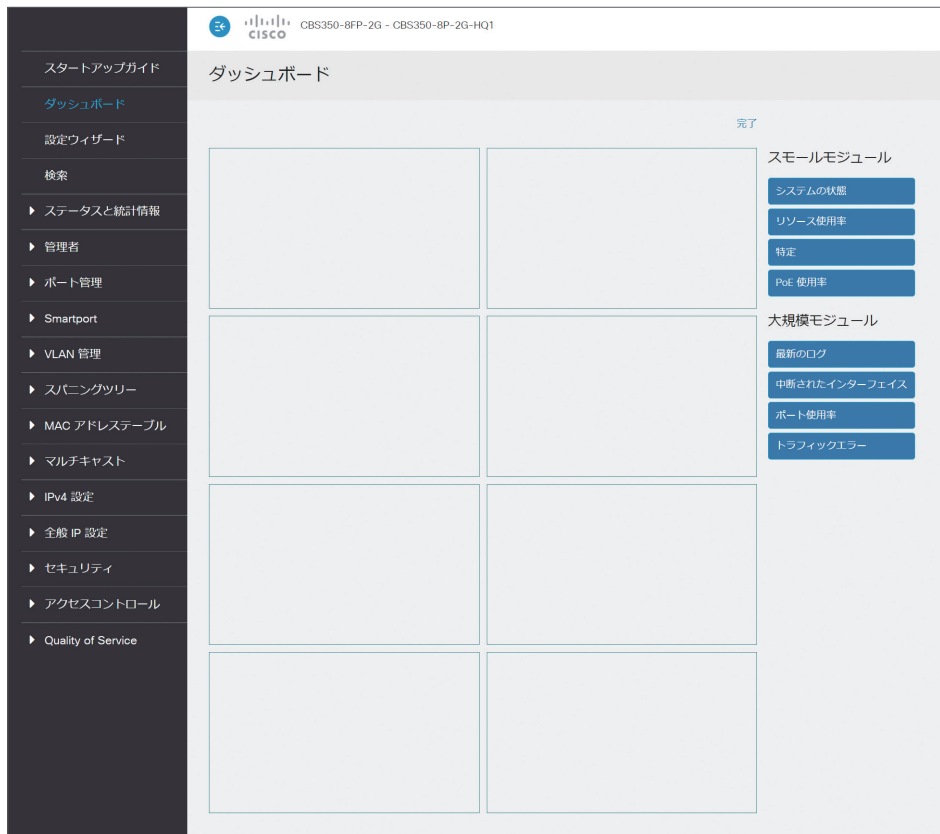 CISCO
CBS350-8FP-2G - CBS350-8P-2G-HQ1
スタートアップガイド
ダッシュボード
設定ウィザード
検索
ステータスと統計情報
管理者
ポート管理
Smartport
VLAN 管理
スパニングツリー
MAC アドレステーブル
マルチキャスト
IPv4 設定
全般 IP 設定
セキュリティ
アクセスコントロール
Quality of Service
ダッシュボード
完了
スモールモジュール
システムの状態
リソース使用率
特定
PoE 使用率
大規模モジュール
最新のログ
中断されたインターフェイス
ポート使用率
トラフィックエラー